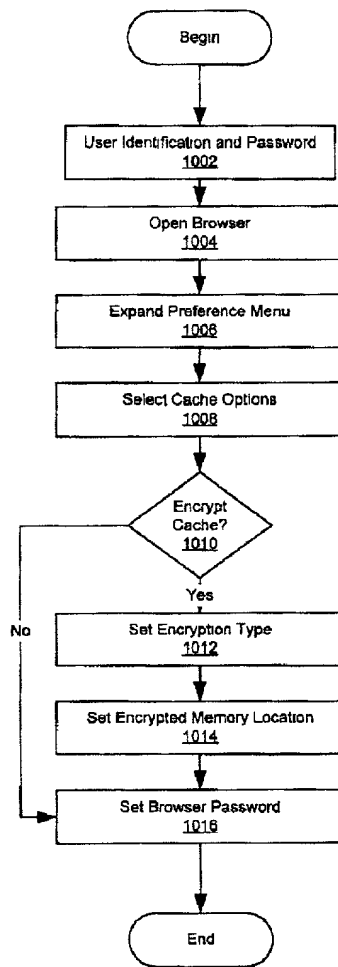 Begin
User Identification and Password
1002
Open Browser
1004
Expand Preference Menu
1006
Select Cache Options
1008
Encrypt
Cache?
1010
Yes
No
Set Encryption Type
1012
Set Encrypted Memory Location
1014
Set Browser Password
1016
End